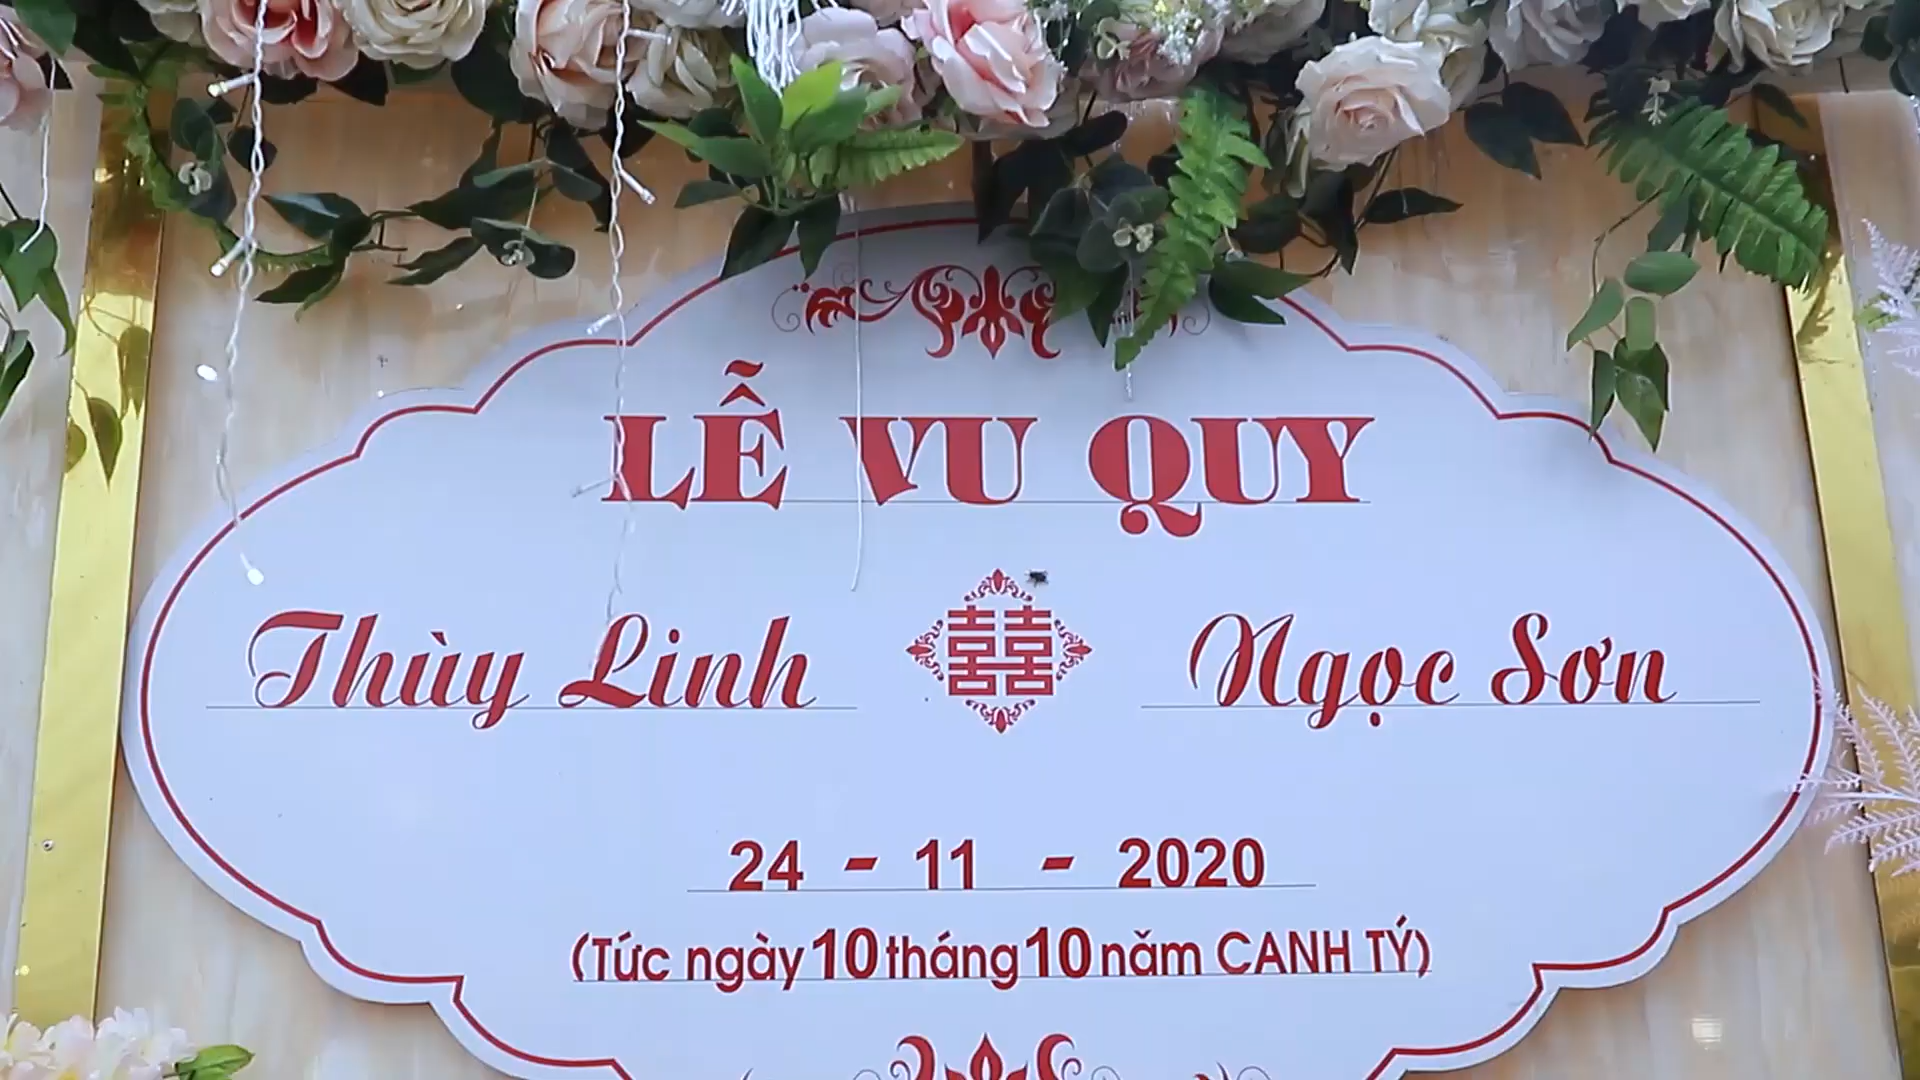 LỄ VU QUY
Thùy Linh 囍 Ngọc Sơn
24 - 11 - 2020
(Tức ngày 10 tháng 10 năm CANH TÝ)